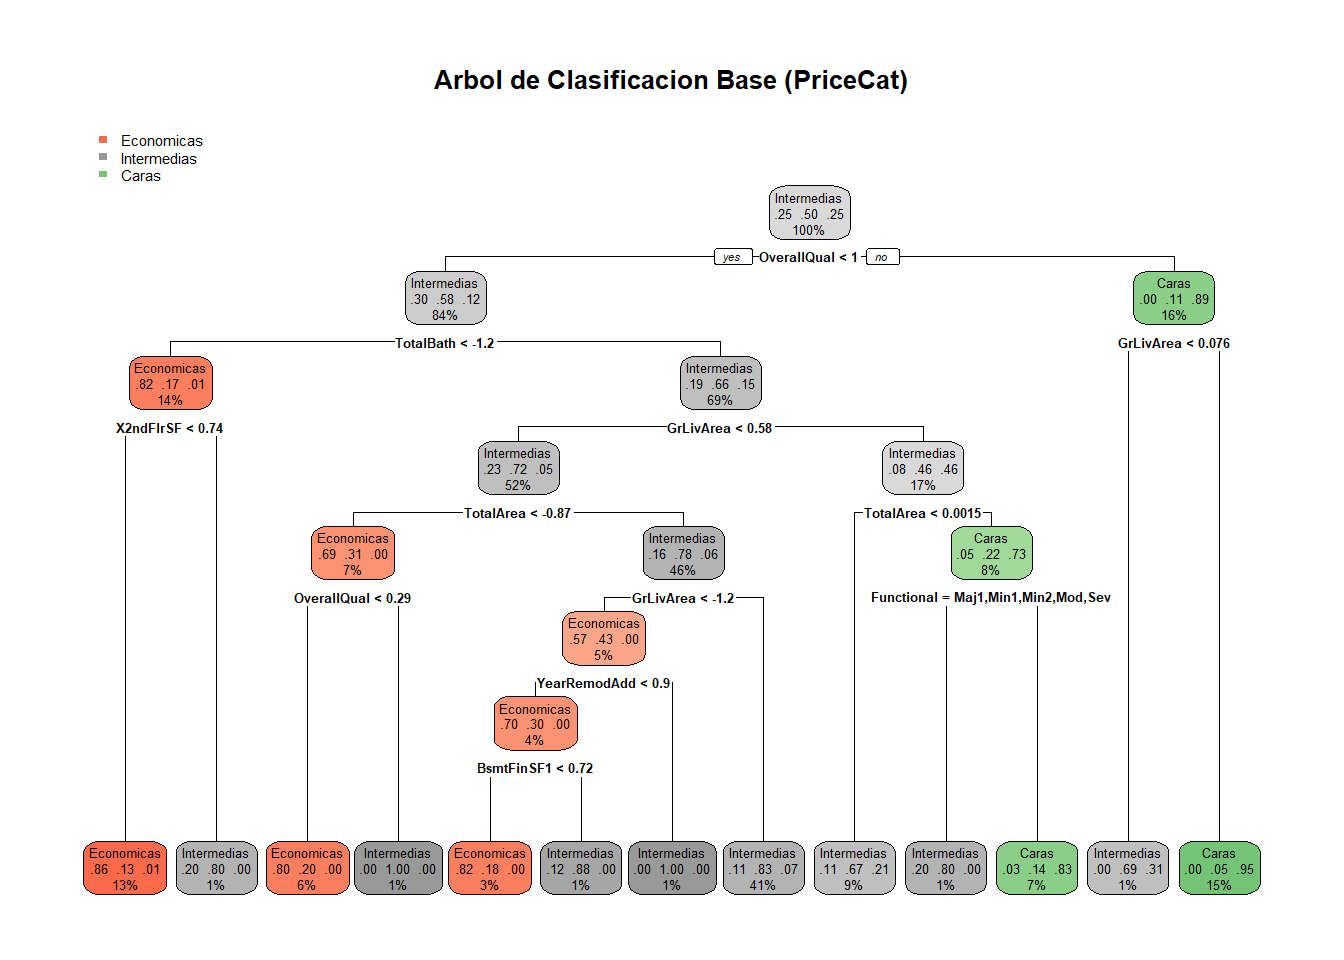 Arbol de Clasificacion Base (PriceCat)
Economicas
Intermedias
Caras
Intermedias
.25 .50 .25
100%
yes OverallQual < 1 no
Intermedias
.30 .58 .12
84%
Caras
.00 .11 .89
16%
TotalBath < -1.2
GrLivArea < 0.076
Economicas
.82 .17 .01
14%
Intermedias
.19 .66 .15
69%
X2ndFlrSF < 0.74
GrLivArea < 0.58
Intermedias
.23 .72 .05
52%
Intermedias
.08 .46 .46
17%
TotalArea < -0.87
TotalArea < 0.0015
Economicas
.69 .31 .00
7%
Intermedias
.16 .78 .06
46%
Caras
.05 .22 .73
8%
OverallQual < 0.29
GrLivArea < -1.2
Functional = Maj1,Min1,Min2,Mod,Sev
Economicas
.57 .43 .00
5%
YearRemodAdd < 0.9
Economicas
.70 .30 .00
4%
BsmtFinSF1 < 0.72
Economicas
.86 .13 .01
13%
Intermedias
.20 .80 .00
1%
Economicas
.80 .20 .00
6%
Intermedias
.00 1.00 .00
1%
Economicas
.82 .18 .00
3%
Intermedias
.12 .88 .00
1%
Intermedias
.00 1.00 .00
1%
Intermedias
.11 .83 .07
41%
Intermedias
.11 .67 .21
9%
Intermedias
.20 .80 .00
1%
Caras
.03 .14 .83
7%
Intermedias
.00 .69 .31
1%
Caras
.00 .05 .95
15%